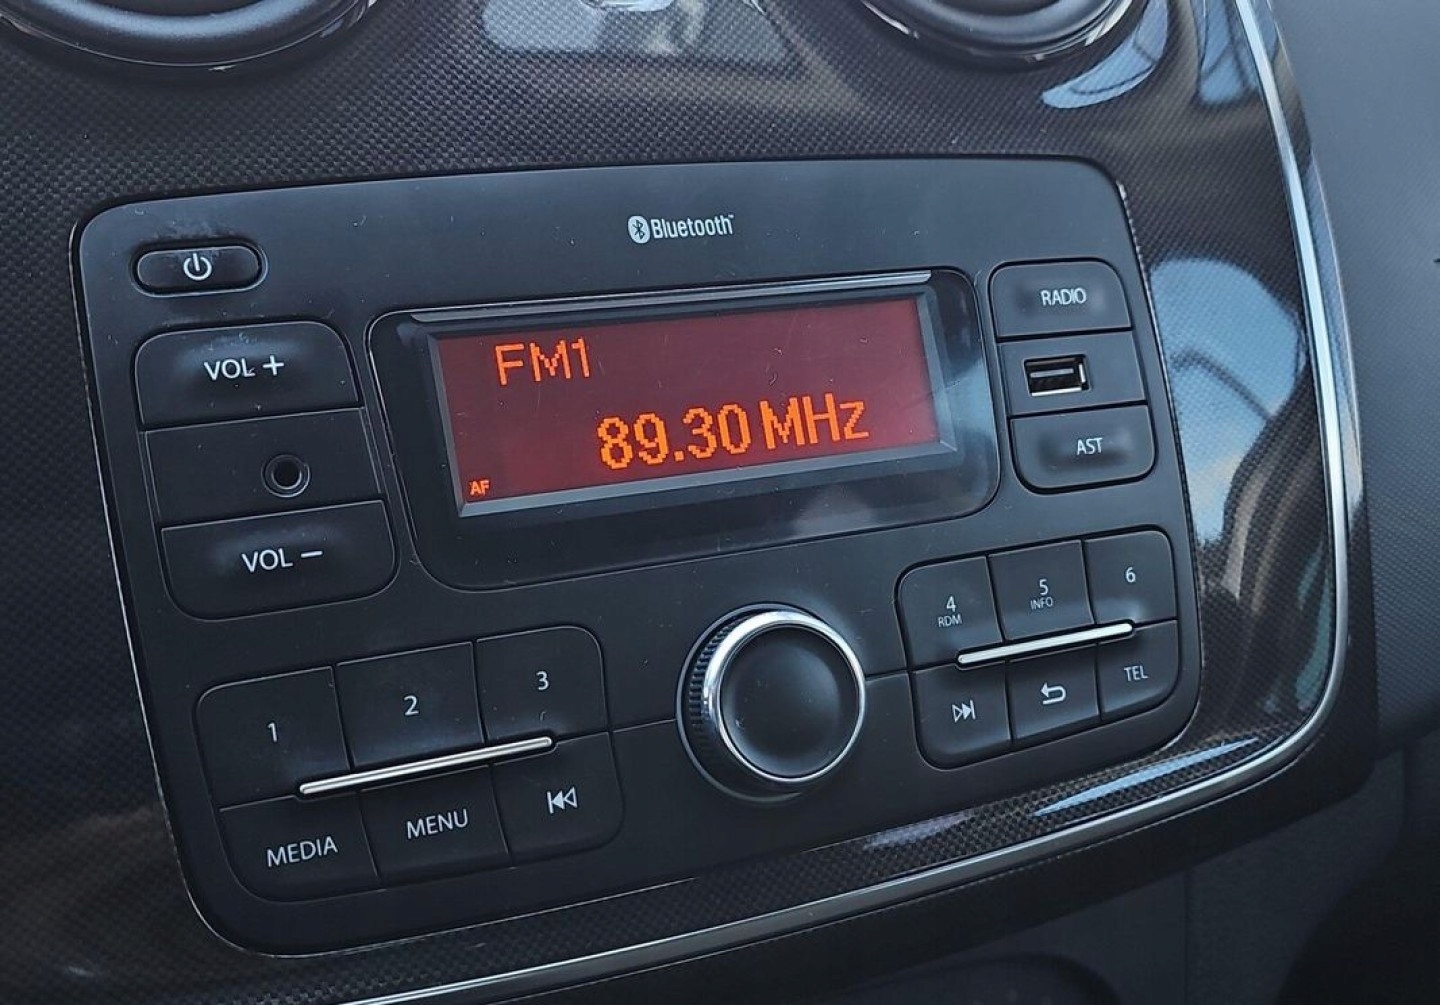 Bluetooth™
RADIO
VOL +
FM1
89.30 MHz
AF
AST
VOL −
1
2
3
4
RDM
5
INFO
6
MEDIA
MENU
TEL